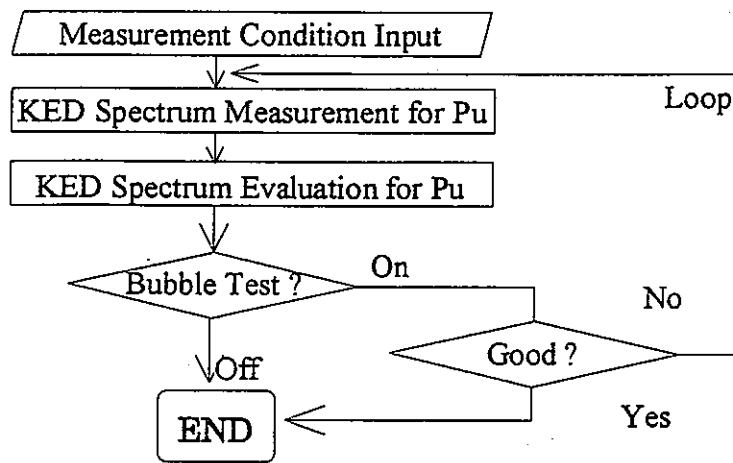 Measurement Condition Input
Loop
KED Spectrum Measurement for Pu
KED Spectrum Evaluation for Pu
Bubble Test ?
On
No
Good ?
Off
Yes
END